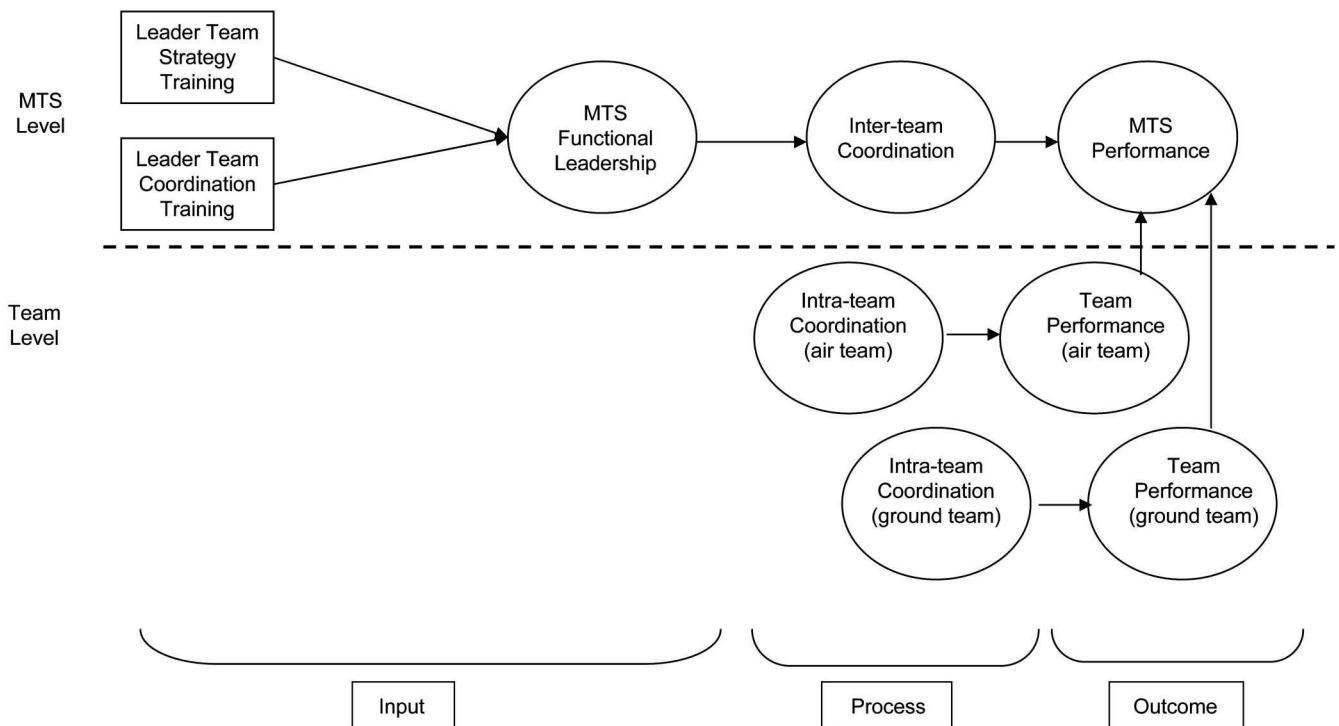 Leader Team
Strategy
Training
MTS
Level
Leader Team
Coordination
Training
MTS
Functional
Leadership
Inter-team
Coordination
MTS
Performance
Team
Level
Intra-team
Coordination
(air team)
Team
Performance
(air team)
Intra-team
Coordination
(ground team)
Team
Performance
(ground team)
Input
Process
Outcome